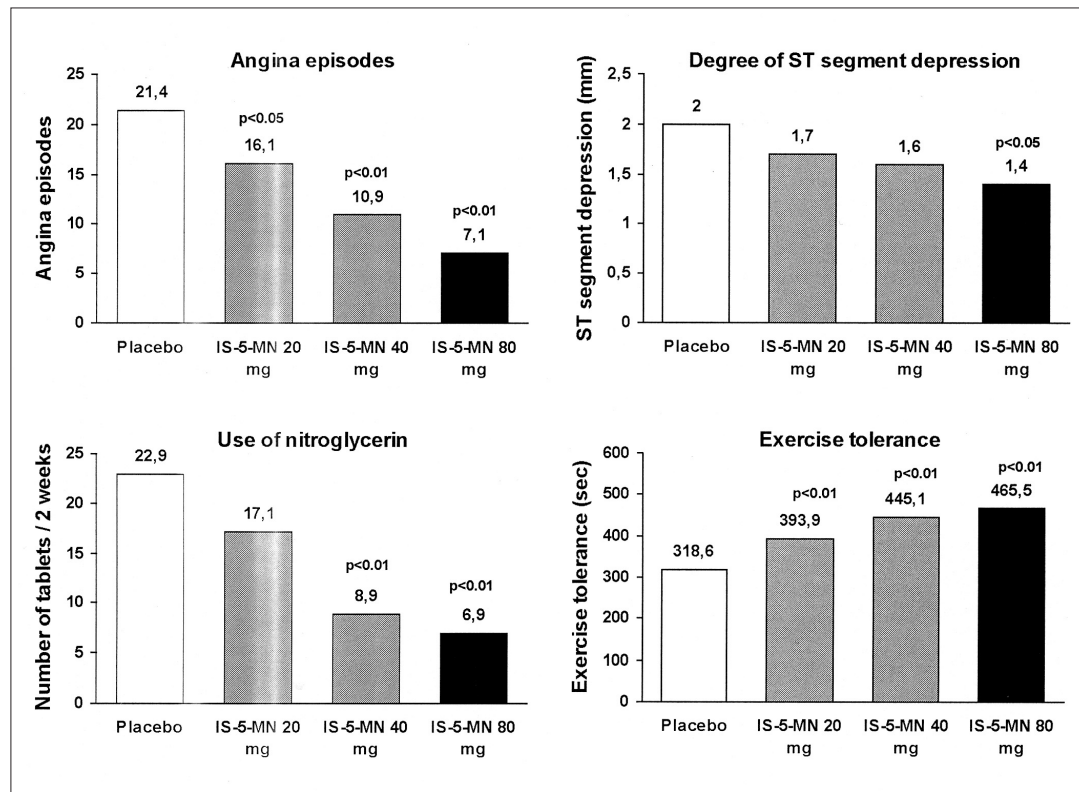 Angina episodes
Angina episodes
25
20
15
10
5
0
21,4
p<0.05
16,1
p<0.01
10,9
p<0.01
7,1
Placebo
IS-5-MN 20
mg
IS-5-MN 40
mg
IS-5-MN 80
mg
Degree of ST segment depression
ST segment depression (mm)
2,5
2
1,5
1
0,5
0
2
1,7
1,6
p<0.05
1,4
Placebo
IS-5-MN 20
mg
IS-5-MN 40
mg
IS-5-MN 80
mg
Use of nitroglycerin
Number of tablets / 2 weeks
25
20
15
10
5
0
22,9
17,1
p<0.01
8,9
p<0.01
6,9
Placebo
IS-5-MN 20
mg
IS-5-MN 40
mg
IS-5-MN 80
mg
Exercise tolerance
Exercise tolerance (sec)
600
500
400
300
200
100
0
318,6
p<0.01
393,9
p<0.01
445,1
p<0.01
465,5
Placebo
IS-5-MN 20
mg
IS-5-MN 40
mg
IS-5-MN 80
mg